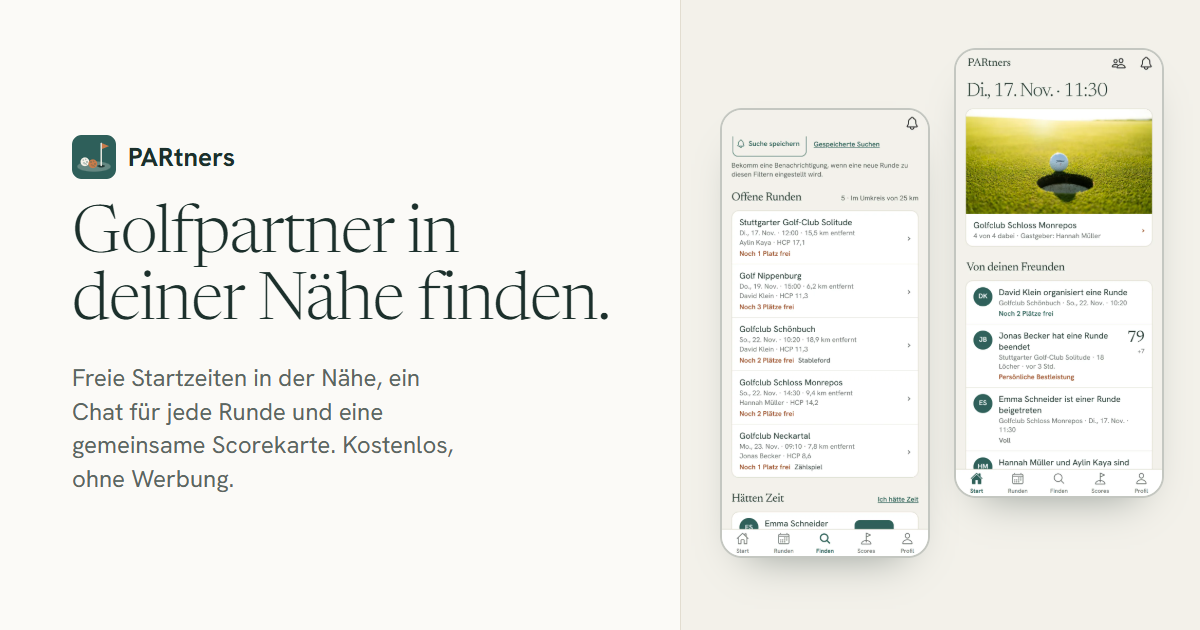 PARtners
Golfpartner in
deiner Nähe finden.
Freie Startzeiten in der Nähe, ein
Chat für jede Runde und eine
gemeinsame Scorekarte. Kostenlos,
ohne Werbung.
Suche speichern
Gespeicherte Suchen
Bekomm eine Benachrichtigung, wenn eine neue Runde zu
diesen Filtern eingestellt wird.
Offene Runden
5 · Im Umkreis von 25 km
Stuttgarter Golf-Club Solitude
Di., 17. Nov. · 12:00 · 15,5 km entfernt
Aylin Kaya · HCP 17,1
Noch 1 Platz frei
Golf Nippenburg
Do., 19. Nov. · 15:00 · 6,2 km entfernt
David Klein · HCP 11,3
Noch 3 Plätze frei
Golfclub Schönbuch
So., 22. Nov. · 10:20 · 18,9 km entfernt
David Klein · HCP 11,3
Noch 2 Plätze frei Stableford
Golfclub Schloss Monrepos
So., 22. Nov. · 14:30 · 9,4 km entfernt
Hannah Müller · HCP 14,2
Noch 2 Plätze frei
Golfclub Neckartal
Mo., 23. Nov. · 09:10 · 7,8 km entfernt
Jonas Becker · HCP 8,6
Noch 1 Platz frei Zählspiel
Hätten Zeit
Ich hätte Zeit
ES
Emma Schneider
Start
Runden
Finden
Scores
Profil
PARtners
Di., 17. Nov. · 11:30
Golfclub Schloss Monrepos
4 von 4 dabei · Gastgeber: Hannah Müller
Von deinen Freunden
DK
David Klein organisiert eine Runde
Golfclub Schönbuch · So., 22. Nov. · 10:20
Noch 2 Plätze frei
JB
Jonas Becker hat eine Runde
beendet
79
+7
Stuttgarter Golf-Club Solitude · 18
Löcher · vor 3 Std.
Persönliche Bestleistung
ES
Emma Schneider ist einer Runde
beigetreten
Golfclub Schloss Monrepos · Di., 17. Nov. ·
11:30
Voll
HM
Hannah Müller und Aylin Kaya sind
Start
Runden
Finden
Scores
Profil